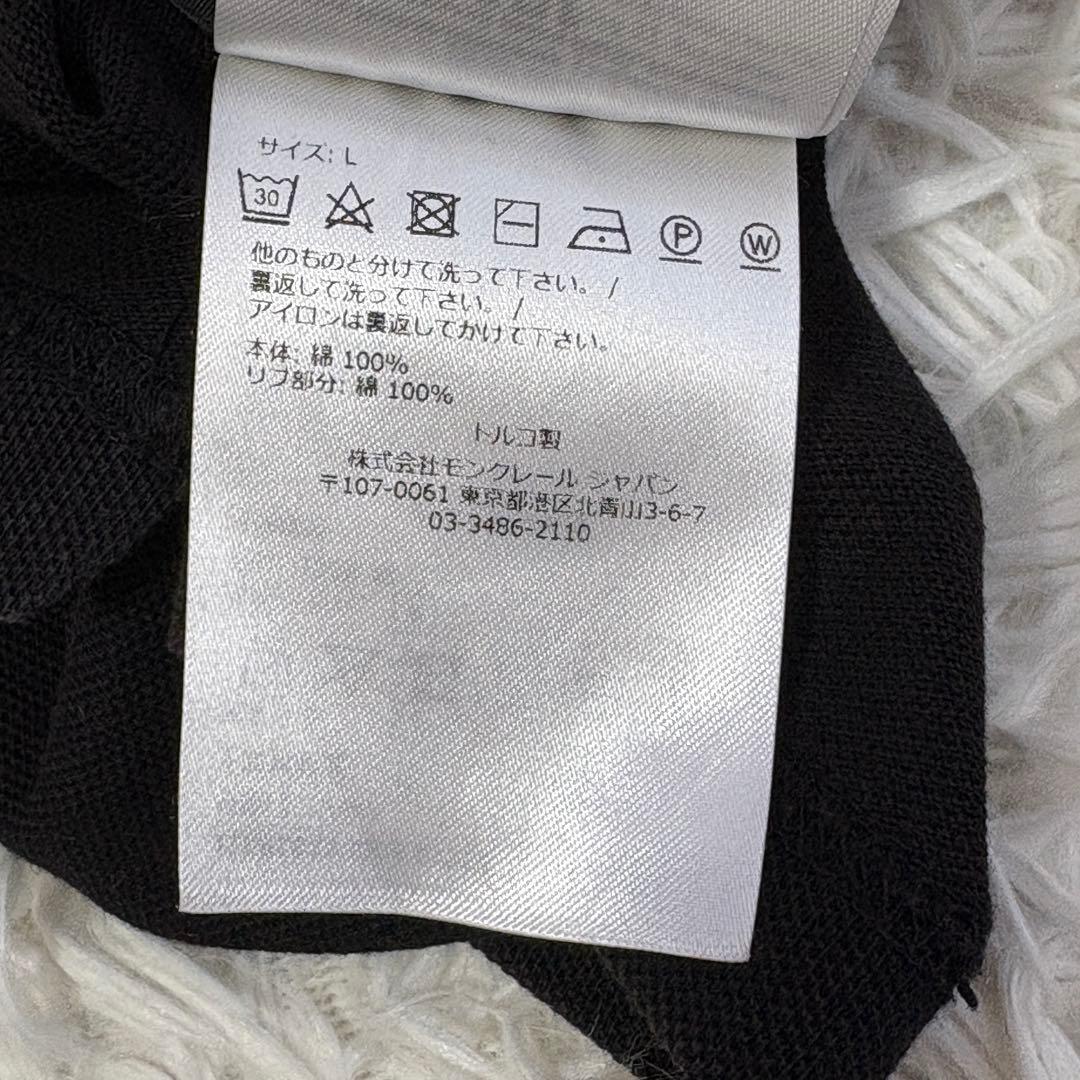 サイズ: L
30
P W
他のものと分けて洗って下さい。 /
裏返して洗って下さい。 /
アイロンは裏返してかけて下さい。
本体: 綿 100%
リブ部分: 綿 100%
トルコ製
株式会社モンクレール ジャパン
〒107-0061 東京都港区北青山3-6-7
03-3486-2110